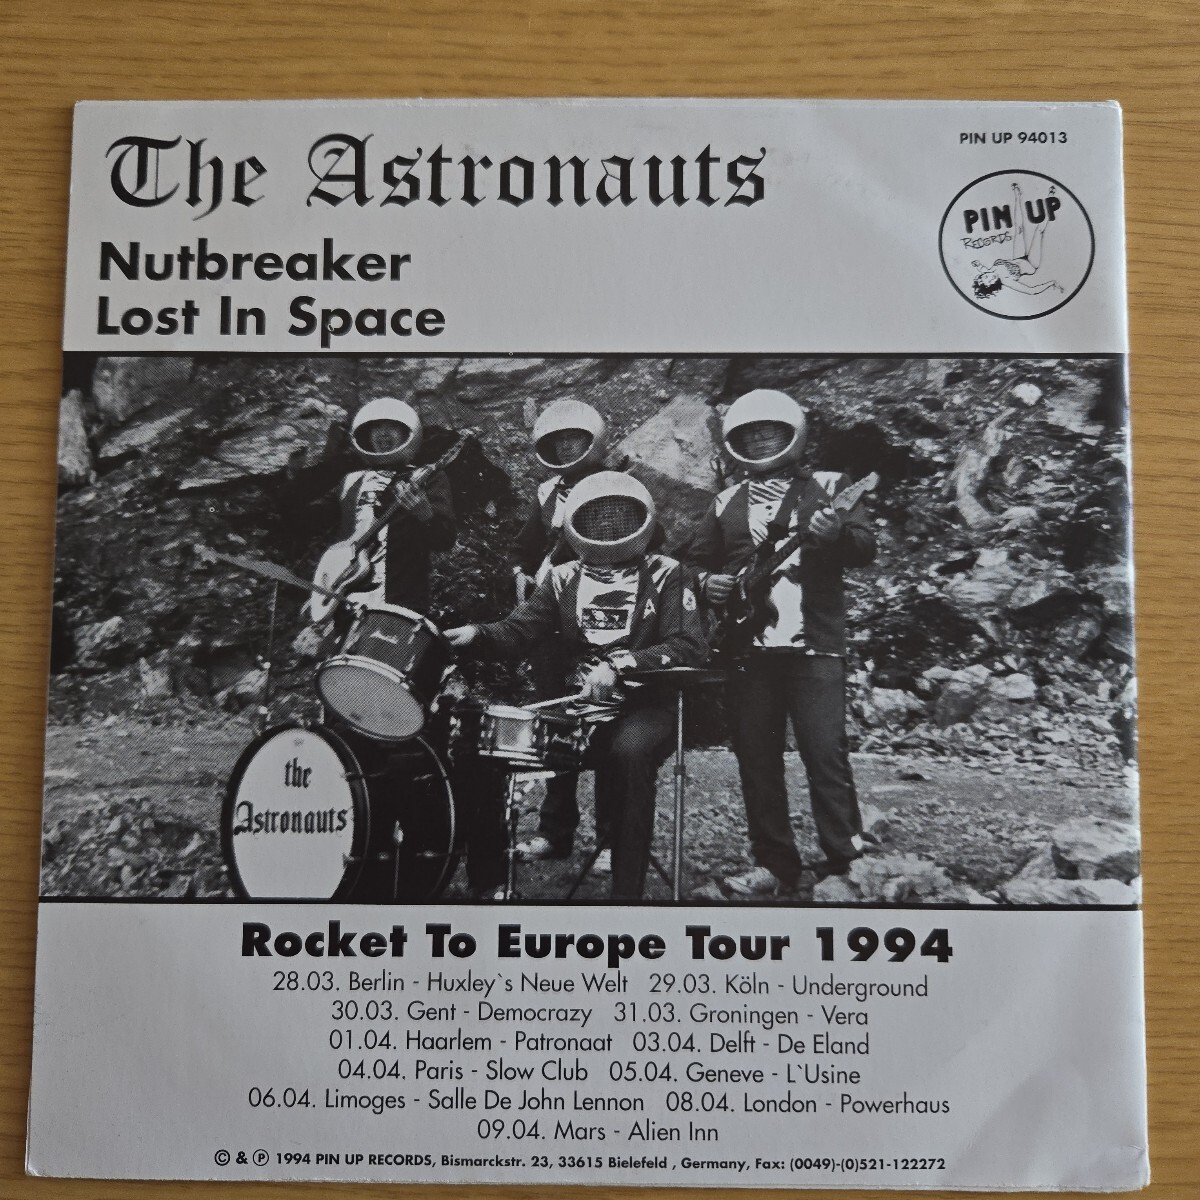 The Astronauts
PIN UP 94013
PIN UP
RECORDS
Nutbreaker
Lost In Space
the
Astronauts
Rocket To Europe Tour 1994
28.03. Berlin - Huxley`s Neue Welt 29.03. Köln - Underground
30.03. Gent - Democrazy 31.03. Groningen - Vera
01.04. Haarlem - Patronaat 03.04. Delft - De Eland
04.04. Paris - Slow Club 05.04. Geneve - L`Usine
06.04. Limoges - Salle De John Lennon 08.04. London - Powerhaus
09.04. Mars - Alien Inn
© & ℗ 1994 PIN UP RECORDS, Bismarckstr. 23, 33615 Bielefeld , Germany, Fax: (0049)-(0)521-122272